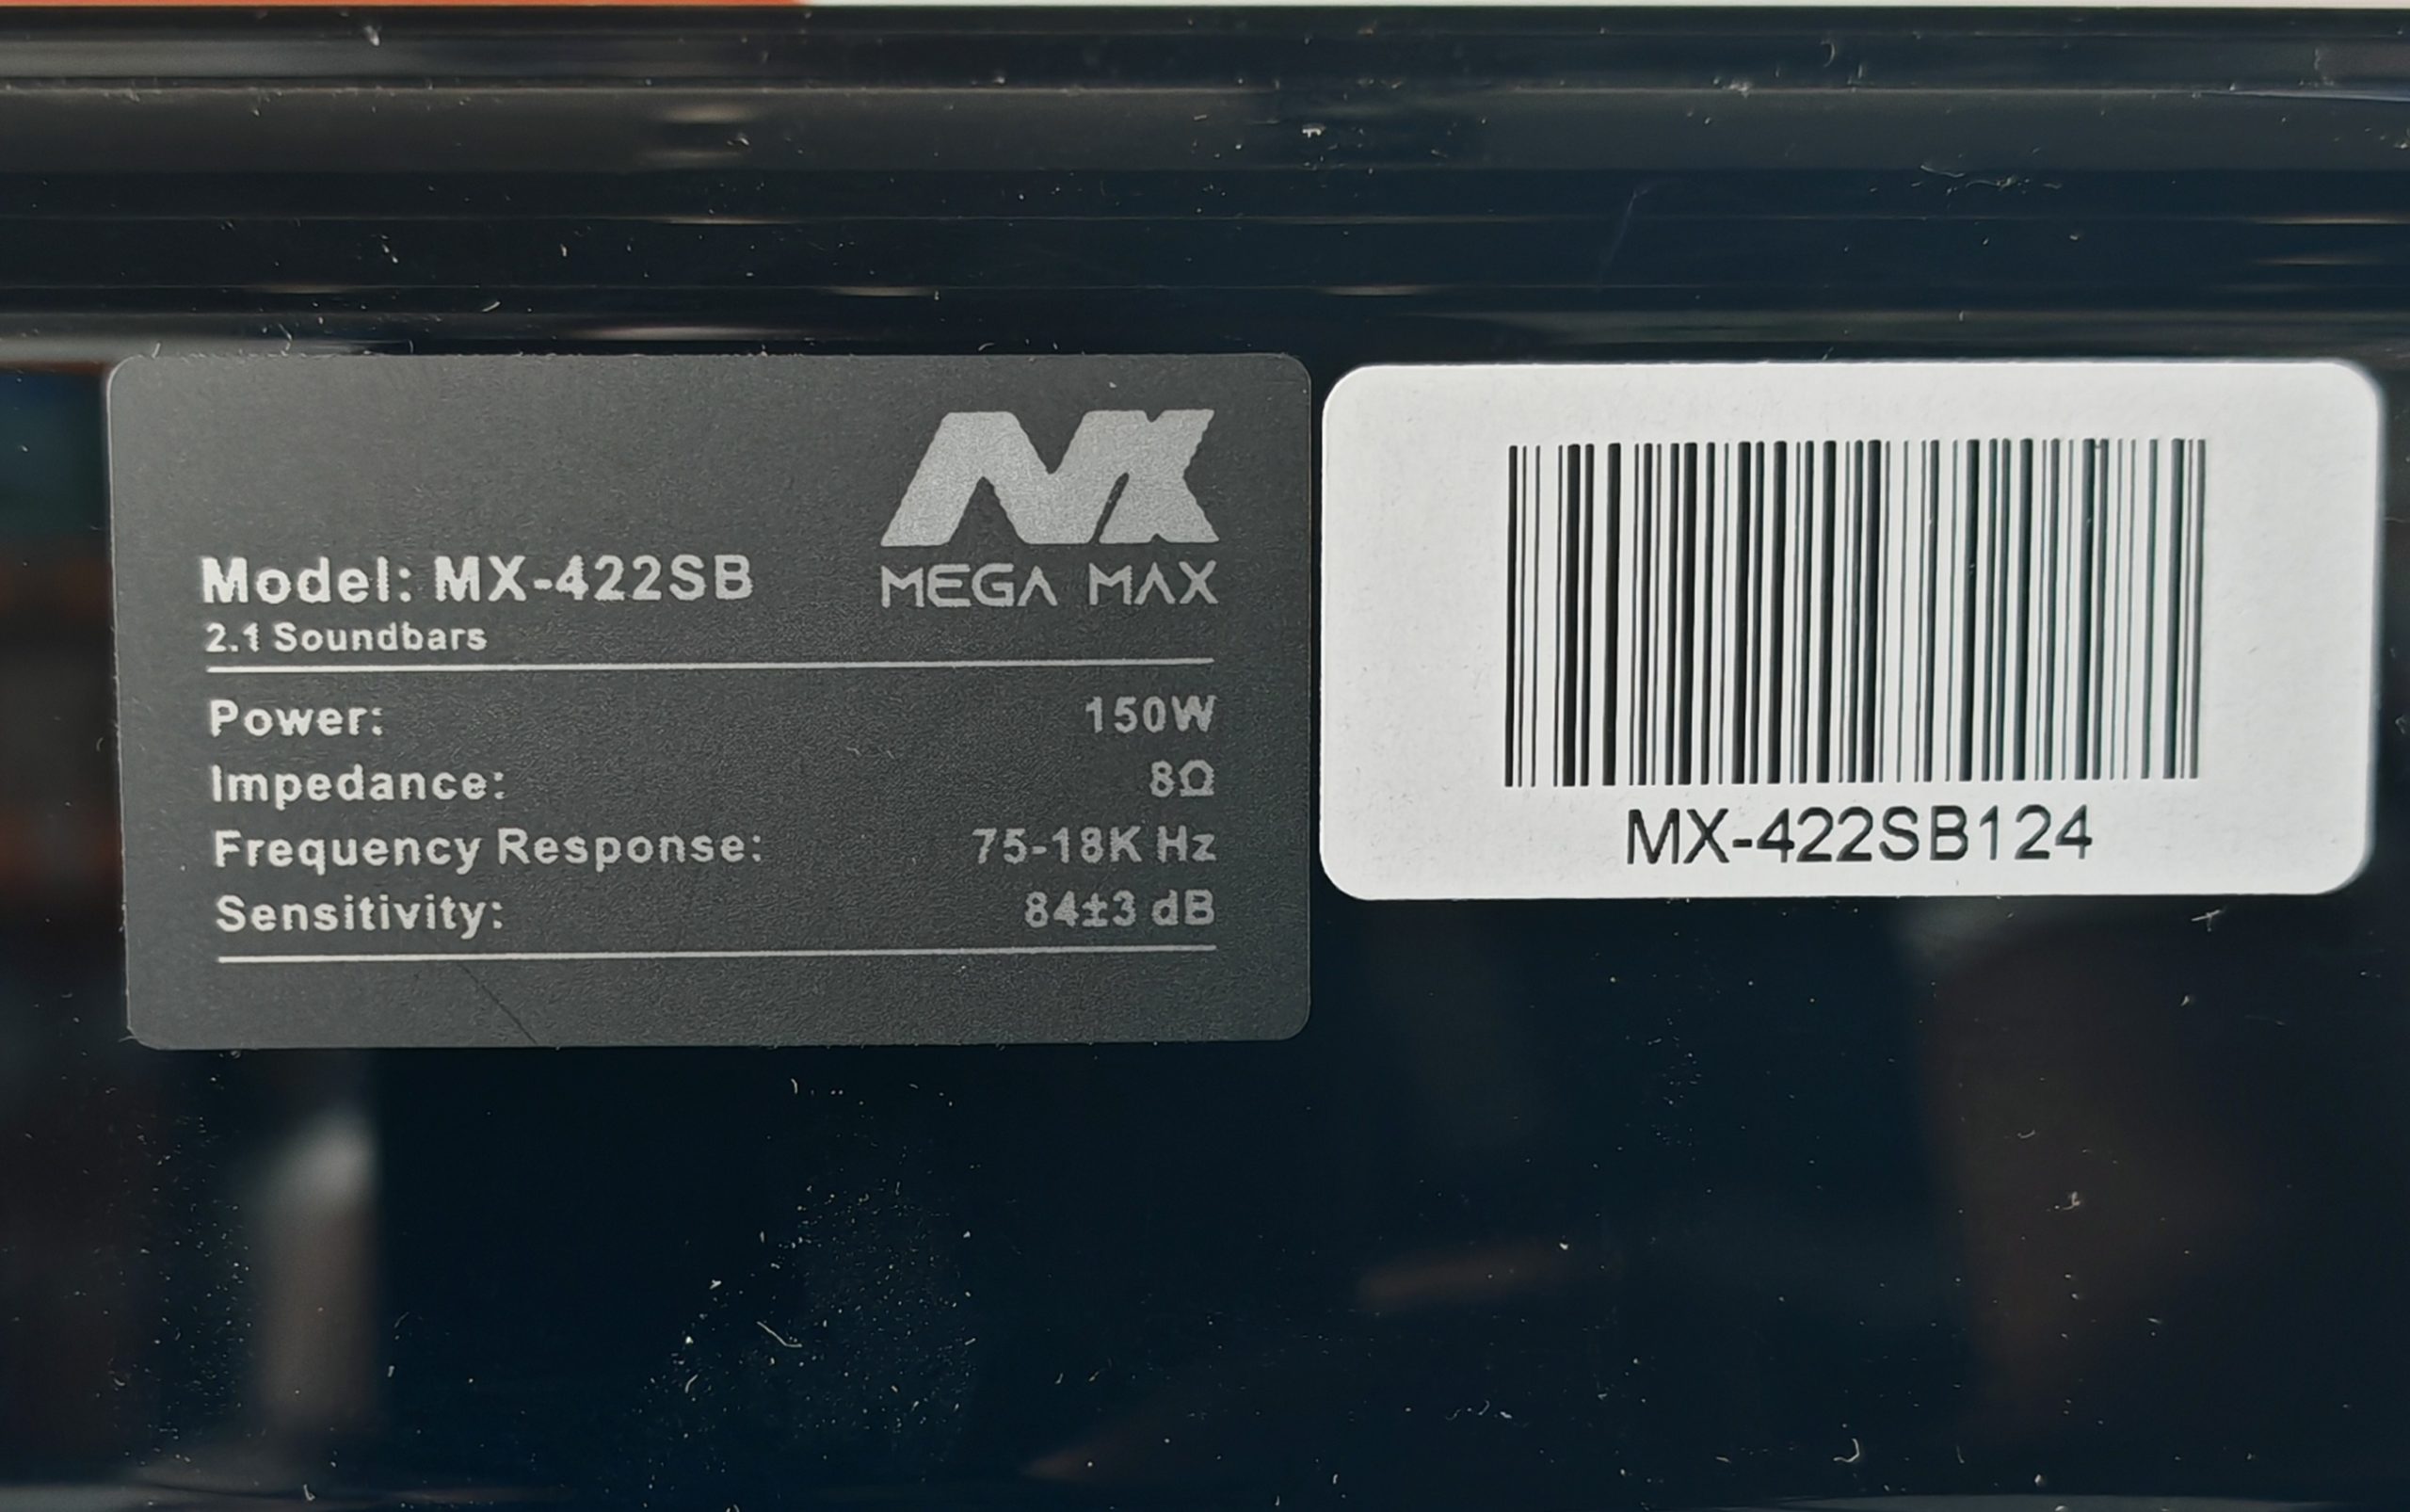 MEGA MAX
Model: MX-422SB
2.1 Soundbars
Power: 150W
Impedance: 8Ω
Frequency Response: 75-18K Hz
Sensitivity: 84±3 dB
MX-422SB124